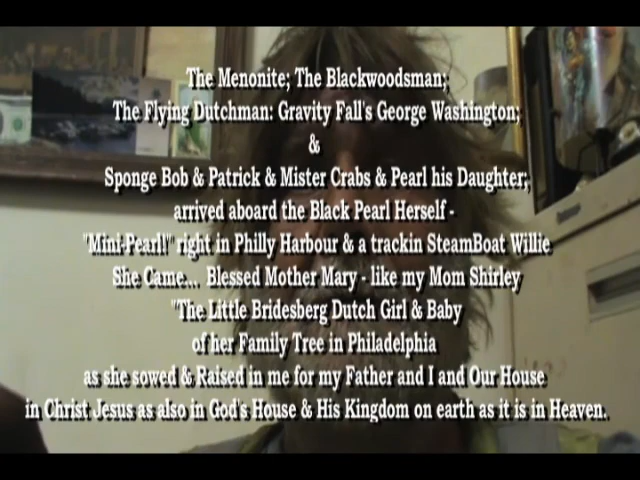 The Menonite; The Blackwoodsman;
The Flying Dutchman: Gravity Fall's George Washington;
&
Sponge Bob & Patrick & Mister Crabs & Pearl his Daughter;
arrived aboard the Black Pearl Herself -
"Mini-Pearl!" right in Philly Harbour & a trackin SteamBoat Willie
She Came... Blessed Mother Mary - like my Mom Shirley
"The Little Bridesberg Dutch Girl & Baby
of her Family Tree in Philadelphia
as she sowed & Raised in me for my Father and I and Our House
in Christ Jesus as also in God's House & His Kingdom on earth as it is in Heaven.